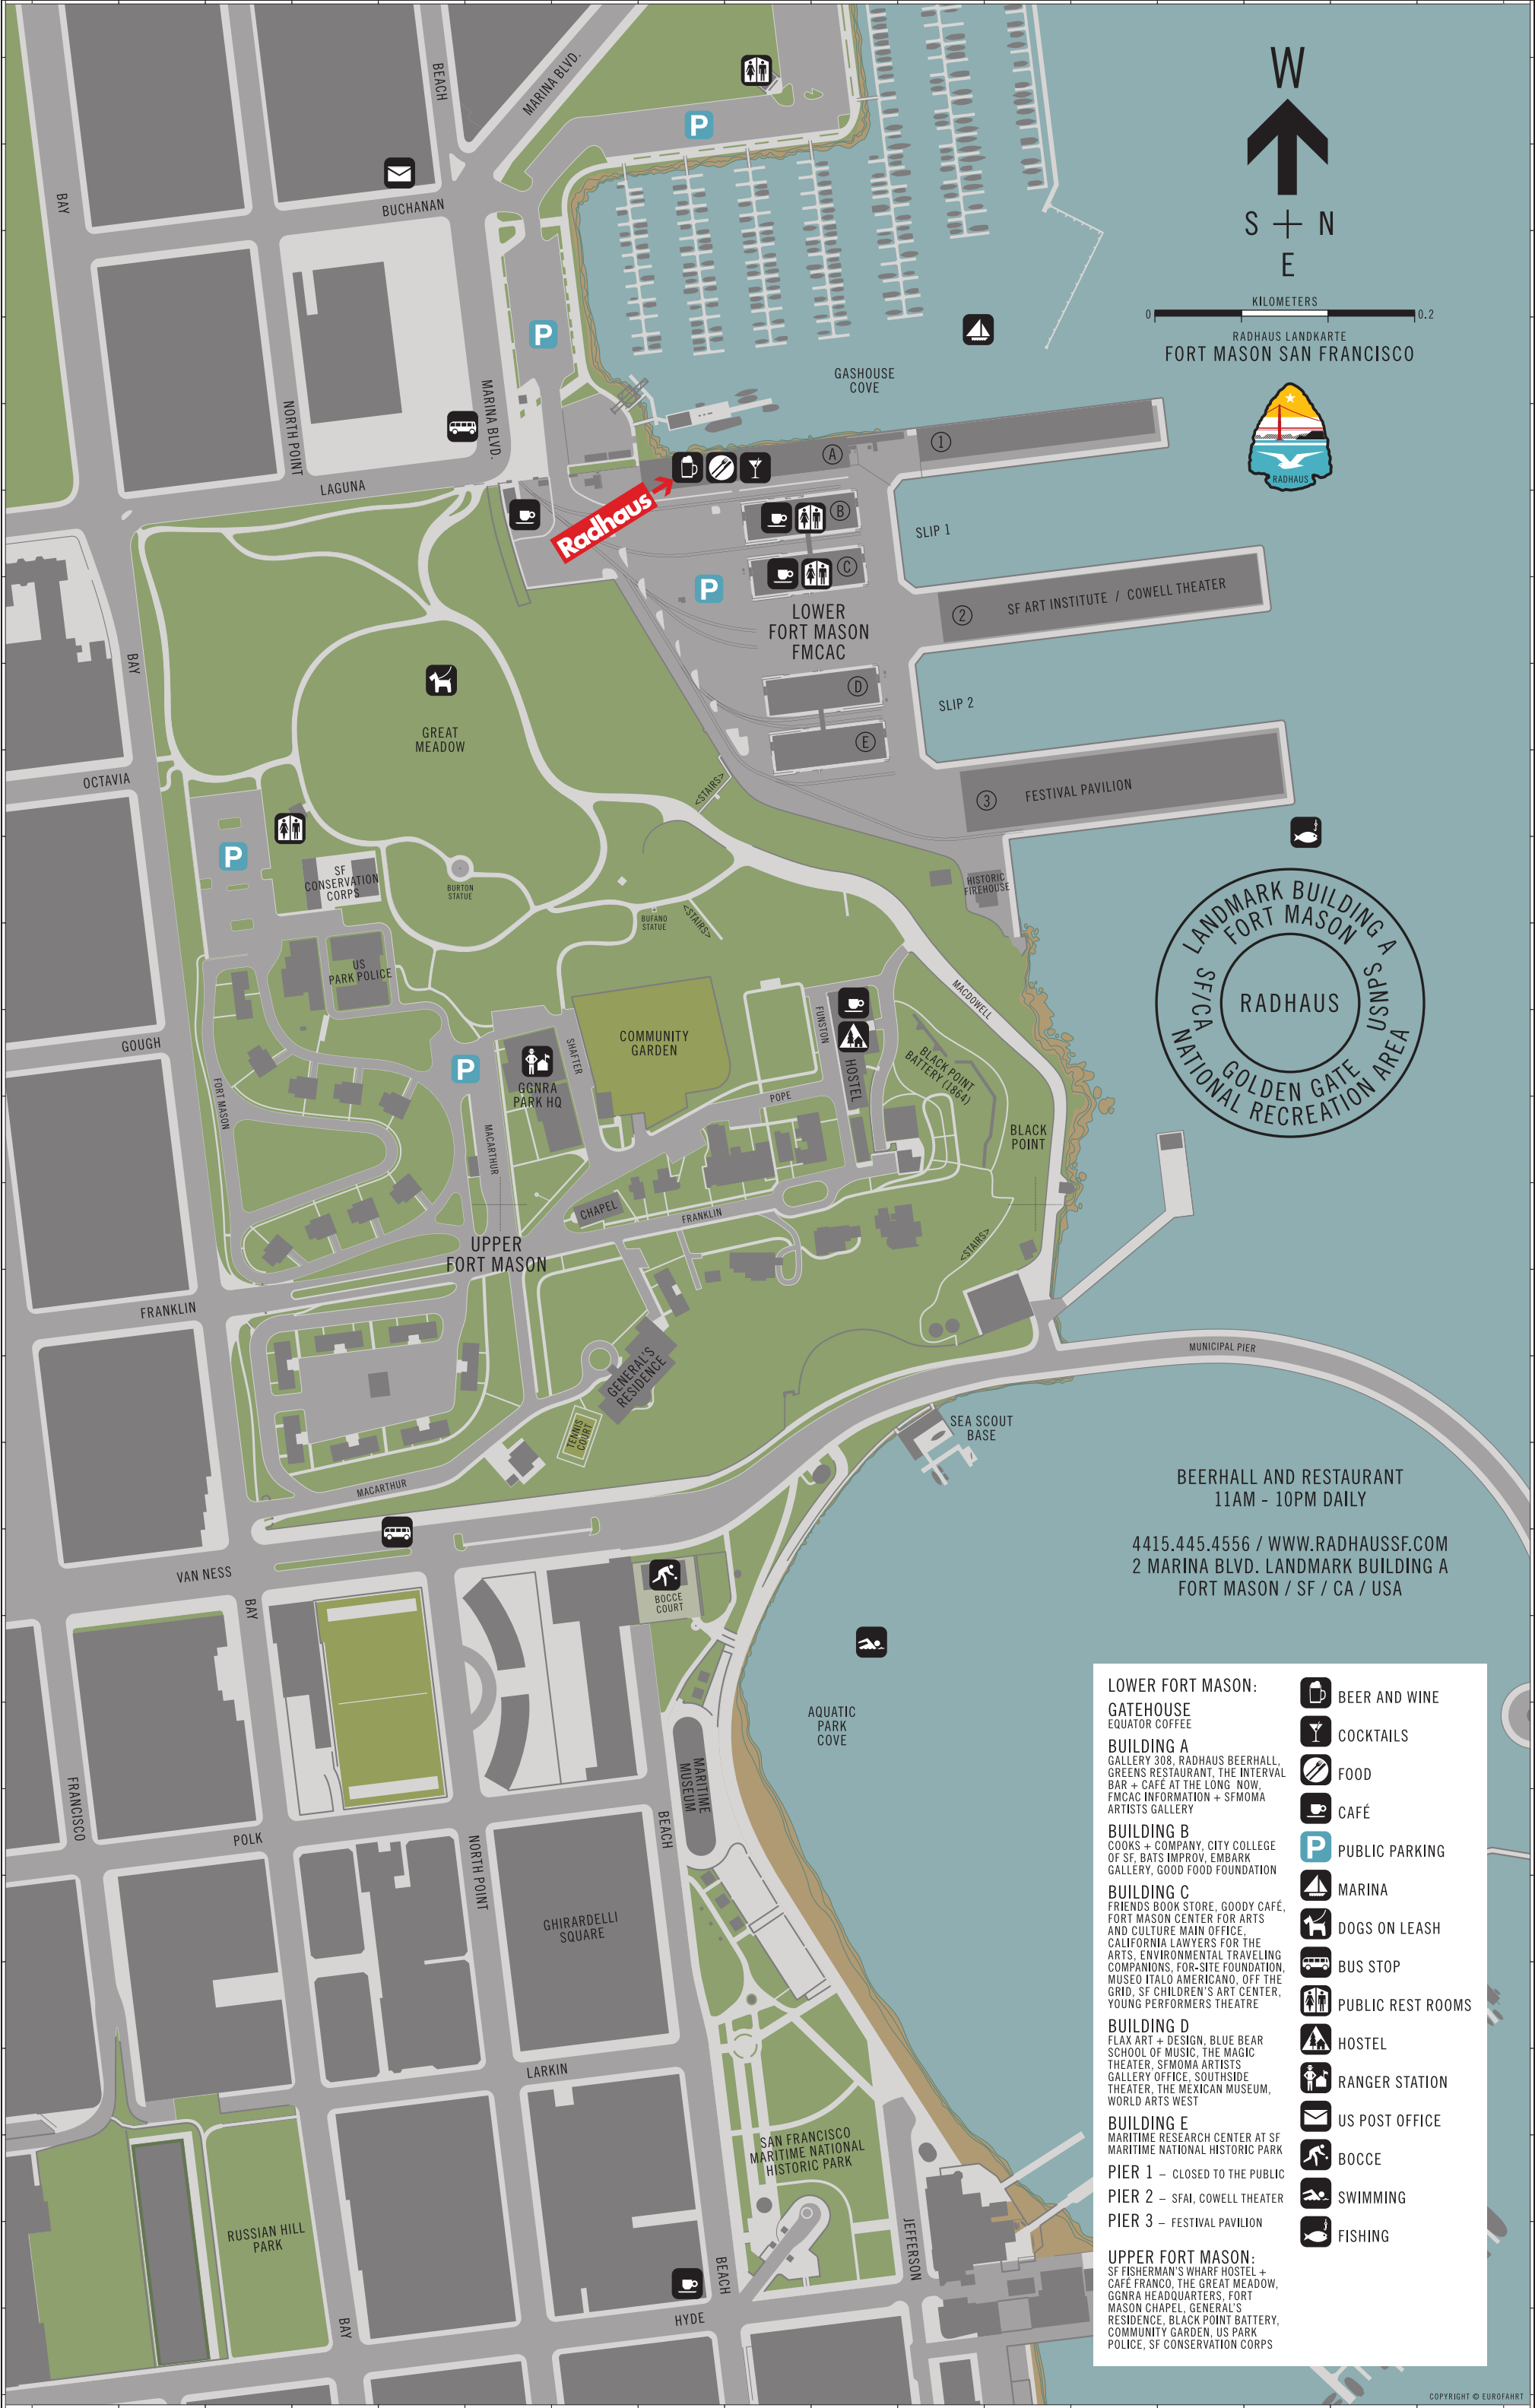 W
S N
E
KILOMETERS
0 0.2
RADHAUS LANDKARTE
FORT MASON SAN FRANCISCO
RADHAUS
BEACH
MARINA BLVD.
P
BAY
BUCHANAN
P
NORTH POINT
MARINA BLVD.
LAGUNA
GASHOUSE
COVE
A
1
Radhaus
B
C
SLIP 1
P
LOWER
FORT MASON
FMCAC
2 SF ART INSTITUTE / COWELL THEATER
D
E
SLIP 2
3 FESTIVAL PAVILION
BAY
GREAT
MEADOW
OCTAVIA
<STAIRS>
P
SF
CONSERVATION
CORPS
BURTON
STATUE
BUFANO
STATUE
<STAIRS>
HISTORIC
FIREHOUSE
LANDMARK BUILDING A
FORT MASON
SF/CA
RADHAUS
USNPS
GOLDEN GATE
NATIONAL RECREATION AREA
US
PARK POLICE
GOUGH
FORT MASON
P
GGNRA
PARK HQ
SHAFTER
COMMUNITY
GARDEN
FUNSTON
HOSTEL
MACDOWELL
BLACK POINT
BATTERY (1864)
POPE
BLACK
POINT
MACARTHUR
CHAPEL
FRANKLIN
UPPER
FORT MASON
<STAIRS>
FRANKLIN
GENERAL'S
RESIDENCE
TENNIS
COURT
MACARTHUR
MUNICIPAL PIER
SEA SCOUT
BASE
BEERHALL AND RESTAURANT
11AM - 10PM DAILY
4415.445.4556 / WWW.RADHAUSSF.COM
2 MARINA BLVD. LANDMARK BUILDING A
FORT MASON / SF / CA / USA
VAN NESS
BAY
BOCCE
COURT
AQUATIC
PARK
COVE
FRANCISCO
POLK
NORTH POINT
BEACH
MARITIME
MUSEUM
GHIRARDELLI
SQUARE
LARKIN
SAN FRANCISCO
MARITIME NATIONAL
HISTORIC PARK
RUSSIAN HILL
PARK
BAY
BEACH
JEFFERSON
HYDE
LOWER FORT MASON:
GATEHOUSE
EQUATOR COFFEE
BUILDING A
GALLERY 308, RADHAUS BEERHALL,
GREENS RESTAURANT, THE INTERVAL
BAR + CAFÉ AT THE LONG NOW,
FMCAC INFORMATION + SFMOMA
ARTISTS GALLERY
BUILDING B
COOKS + COMPANY, CITY COLLEGE
OF SF, BATS IMPROV, EMBARK
GALLERY, GOOD FOOD FOUNDATION
BUILDING C
FRIENDS BOOK STORE, GOODY CAFÉ,
FORT MASON CENTER FOR ARTS
AND CULTURE MAIN OFFICE,
CALIFORNIA LAWYERS FOR THE
ARTS, ENVIRONMENTAL TRAVELING
COMPANIONS, FOR-SITE FOUNDATION,
MUSEO ITALO AMERICANO, OFF THE
GRID, SF CHILDREN'S ART CENTER,
YOUNG PERFORMERS THEATRE
BUILDING D
FLAX ART + DESIGN, BLUE BEAR
SCHOOL OF MUSIC, THE MAGIC
THEATER, SFMOMA ARTISTS
GALLERY OFFICE, SOUTHSIDE
THEATER, THE MEXICAN MUSEUM,
WORLD ARTS WEST
BUILDING E
MARITIME RESEARCH CENTER AT SF
MARITIME NATIONAL HISTORIC PARK
PIER 1 – CLOSED TO THE PUBLIC
PIER 2 – SFAI, COWELL THEATER
PIER 3 – FESTIVAL PAVILION
UPPER FORT MASON:
SF FISHERMAN'S WHARF HOSTEL +
CAFÉ FRANCO, THE GREAT MEADOW,
GGNRA HEADQUARTERS, FORT
MASON CHAPEL, GENERAL'S
RESIDENCE, BLACK POINT BATTERY,
COMMUNITY GARDEN, US PARK
POLICE, SF CONSERVATION CORPS
BEER AND WINE
COCKTAILS
FOOD
CAFÉ
P PUBLIC PARKING
MARINA
DOGS ON LEASH
BUS STOP
PUBLIC REST ROOMS
HOSTEL
RANGER STATION
US POST OFFICE
BOCCE
SWIMMING
FISHING
COPYRIGHT © EUROFAHRT